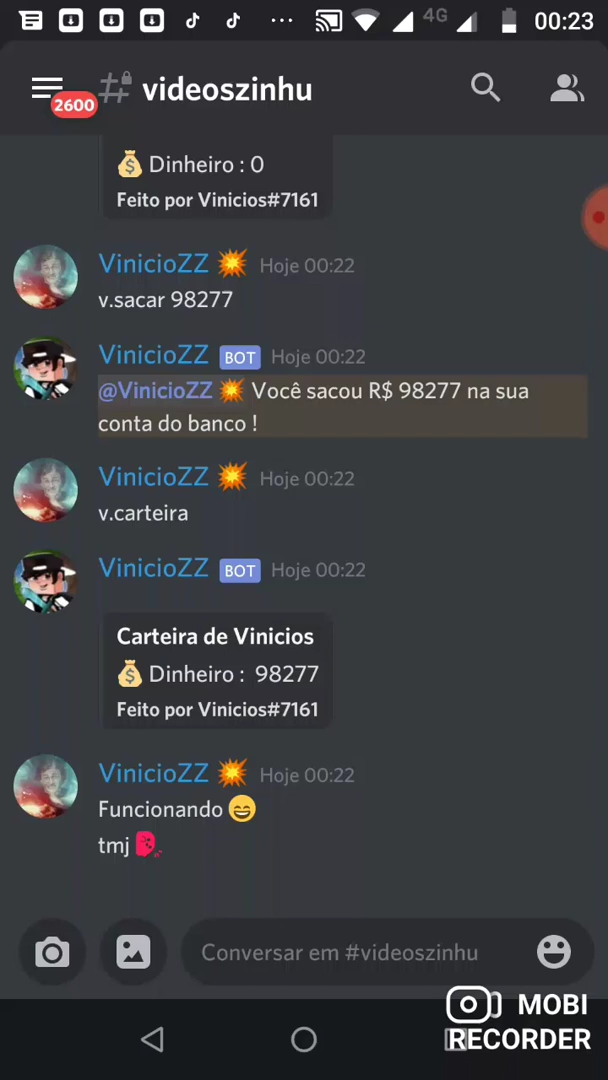 4G 00:23
2600 videoszinhu
Dinheiro : 0
Feito por Vinicios#7161
VinicioZZ 💥 Hoje 00:22
v.sacar 98277
VinicioZZ BOT Hoje 00:22
@VinicioZZ 💥 Você sacou R$ 98277 na sua
conta do banco !
VinicioZZ 💥 Hoje 00:22
v.carteira
VinicioZZ BOT Hoje 00:22
Carteira de Vinicios
💰 Dinheiro : 98277
Feito por Vinicios#7161
VinicioZZ 💥 Hoje 00:22
Funcionando 😄
tmj
Conversar em #videoszinhu
MOBI
RECORDER